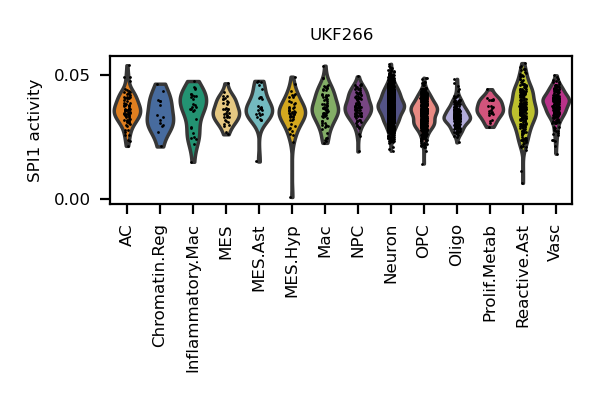 UKF266
SPI1 activity
0.05
0.00
AC
Chromatin.Reg
Inflammatory.Mac
MES
MES.Ast
MES.Hyp
Mac
NPC
Neuron
OPC
Oligo
Prolif.Metab
Reactive.Ast
Vasc